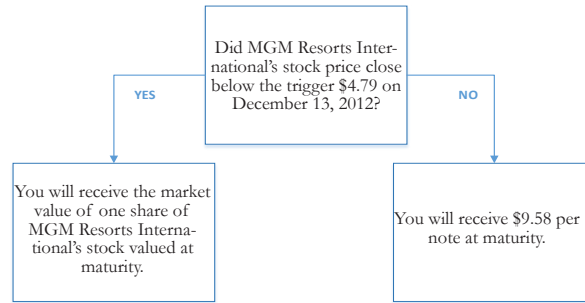 Did MGM Resorts Inter-
national's stock price close
below the trigger $4.79 on
December 13, 2012?
YES
NO
You will receive the market
value of one share of
MGM Resorts Interna-
tional's stock valued at
maturity.
You will receive $9.58 per
note at maturity.